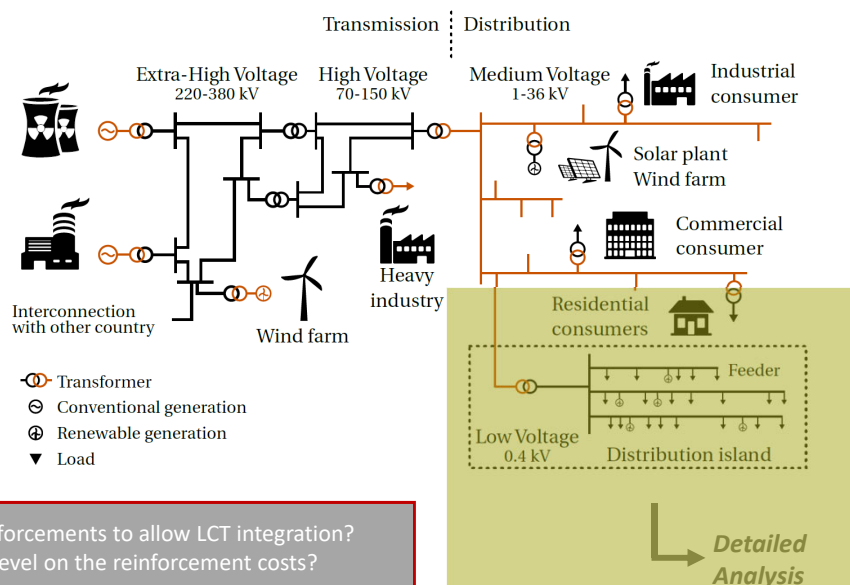 Transmission
Distribution
Extra-High Voltage
220-380 kV
High Voltage
70-150 kV
Medium Voltage
1-36 kV
Industrial
consumer
Solar plant
Wind farm
Commercial
consumer
Heavy
industry
Interconnection
with other country
Wind farm
Residential
consumers
Feeder
Low Voltage
0.4 kV
Distribution island
Transformer
Conventional generation
Renewable generation
Load
to allow LCT integration?
on the reinforcement costs?
Detailed
Analysis